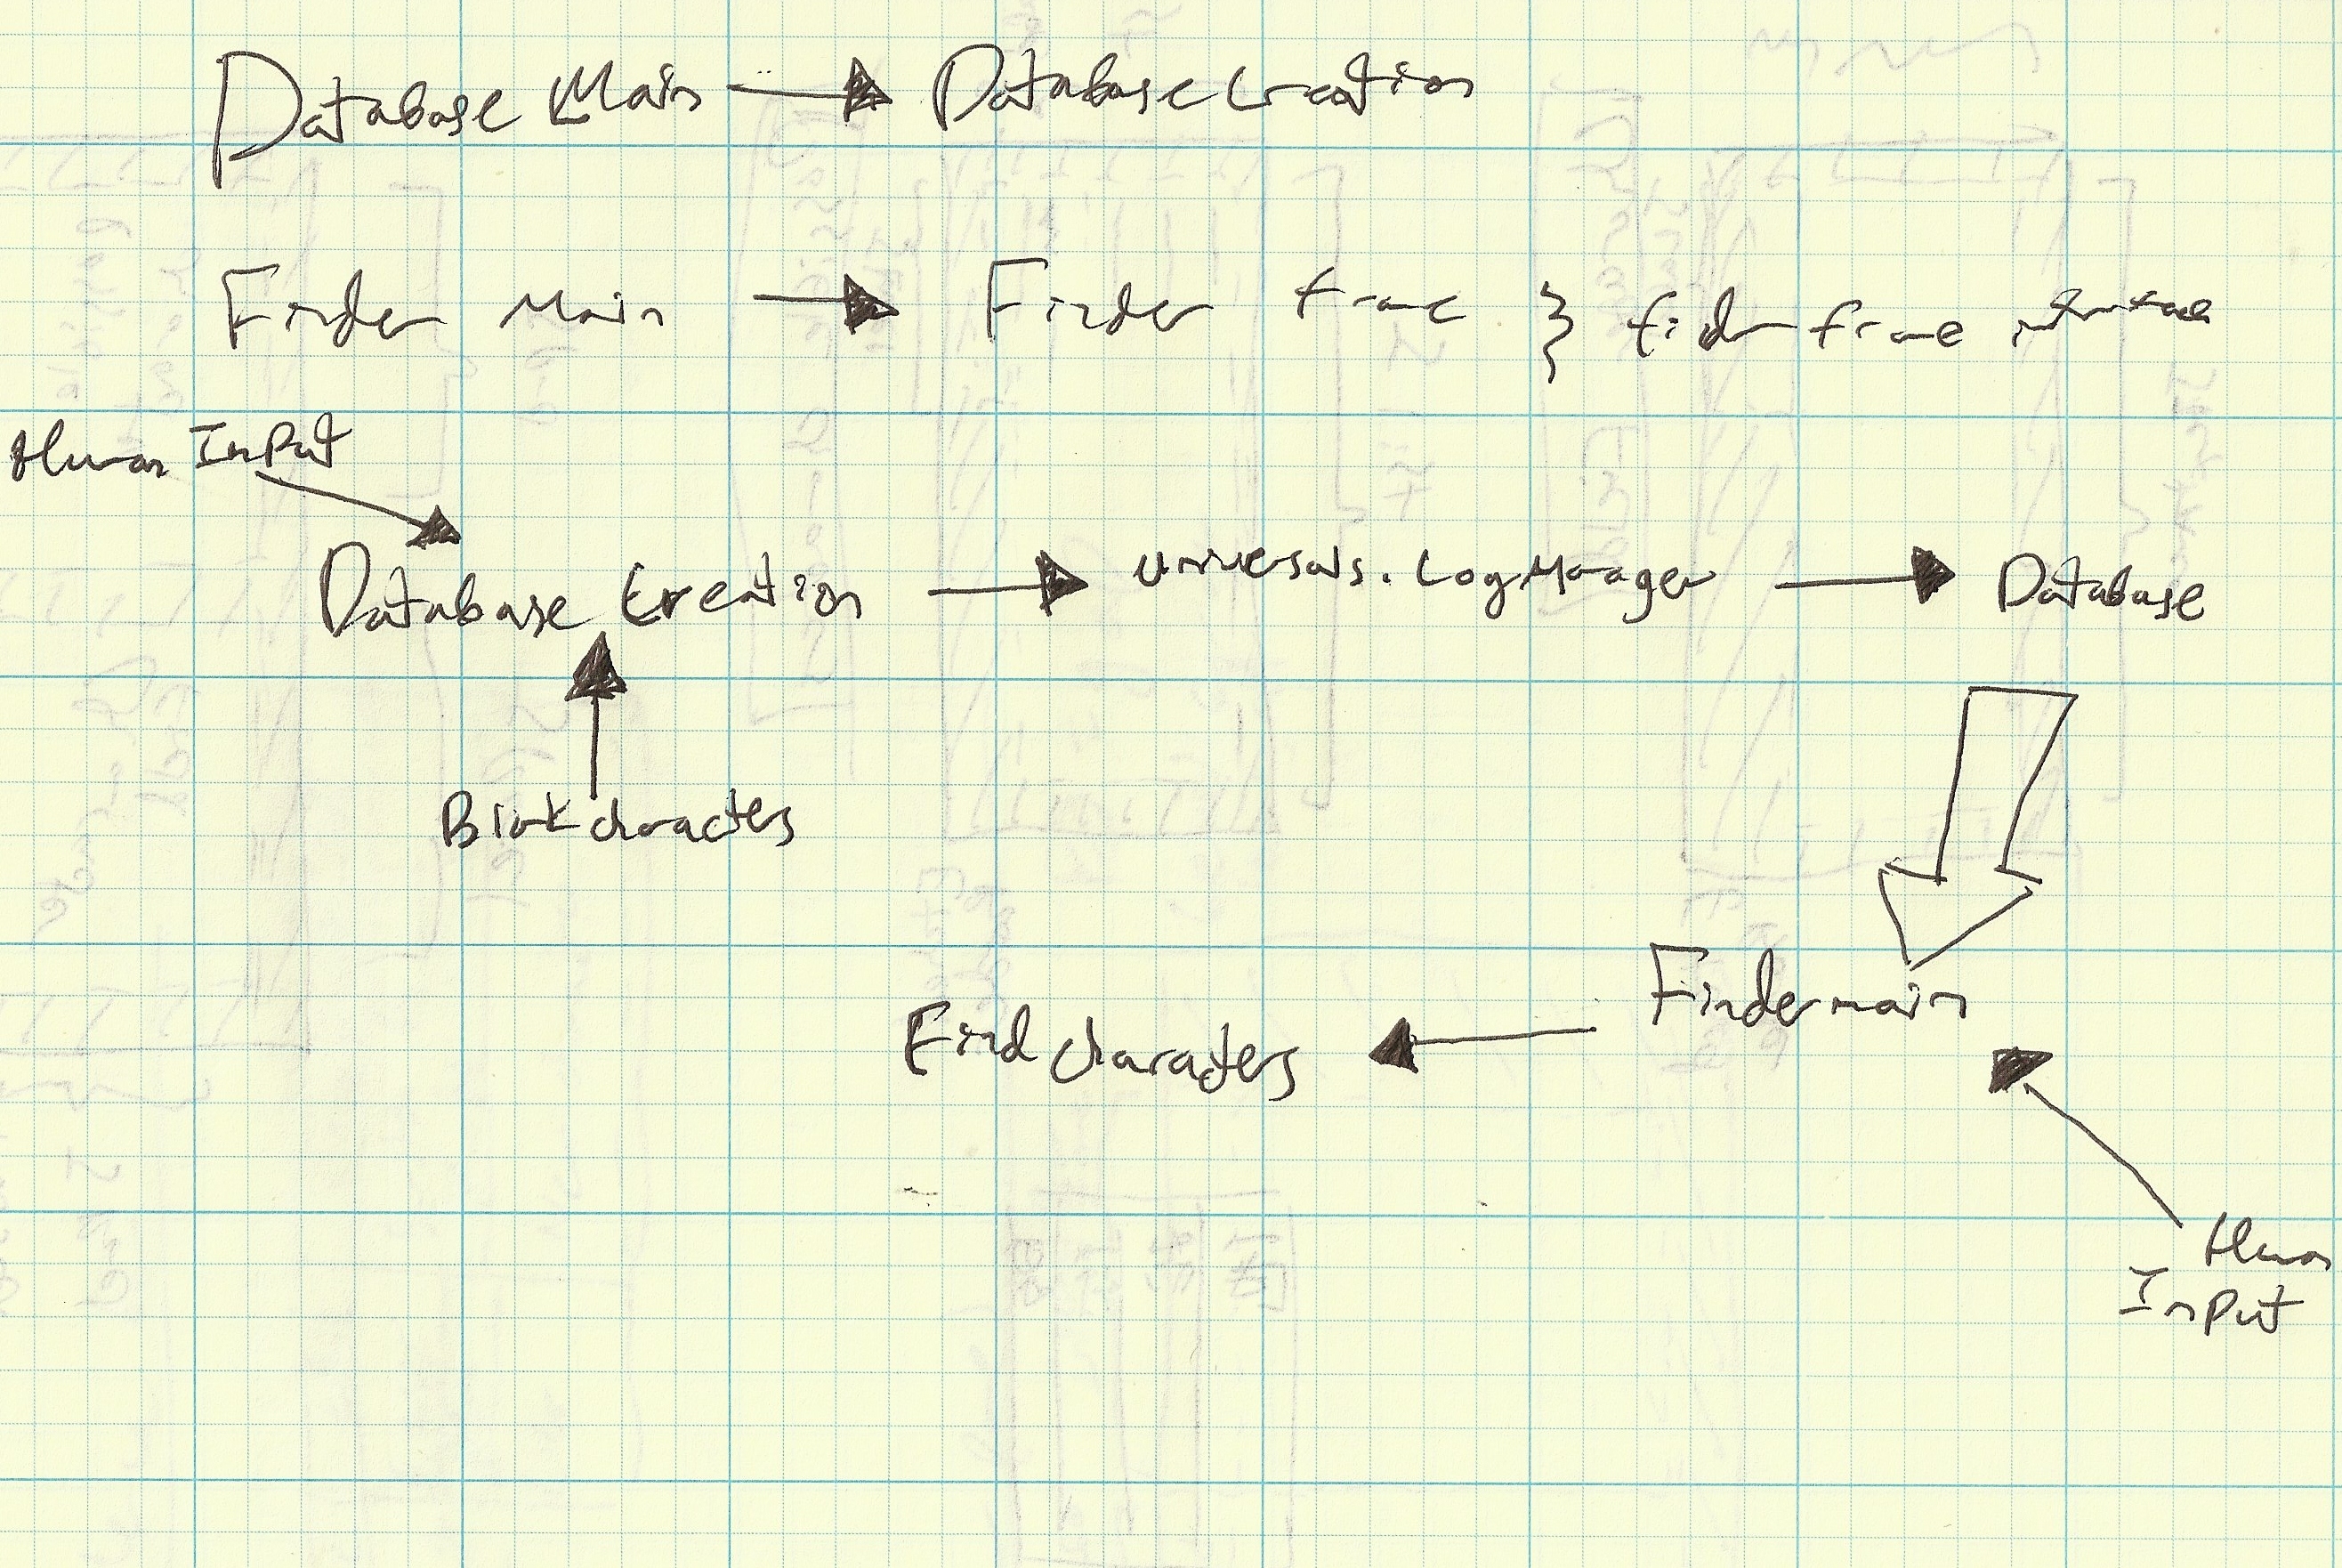 Database Main → Database Creation
Finder Main → Finder frame } finder frame interface
Human Input
Database Creation → universals.LogManager → Database
characters
Findermain
Find characters
Human
Input